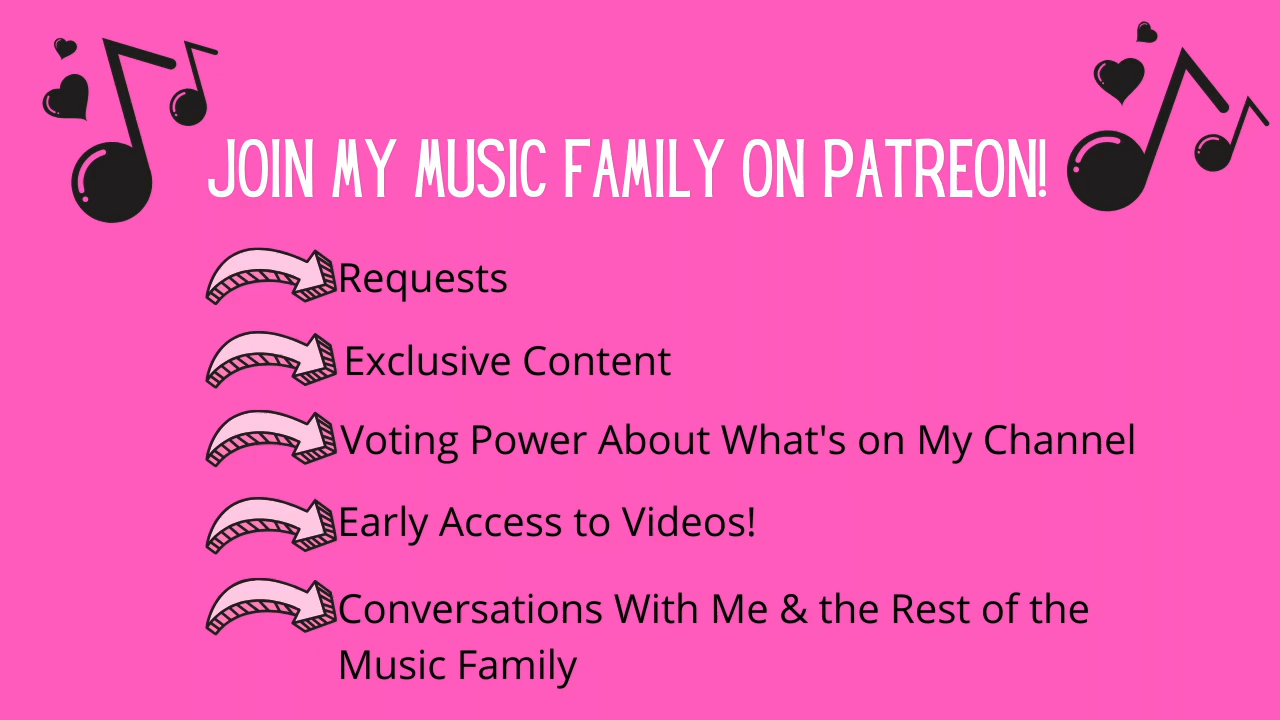 JOIN MY MUSIC FAMILY ON PATREON!
Requests
Exclusive Content
Voting Power About What's on My Channel
Early Access to Videos!
Conversations With Me & the Rest of the
Music Family